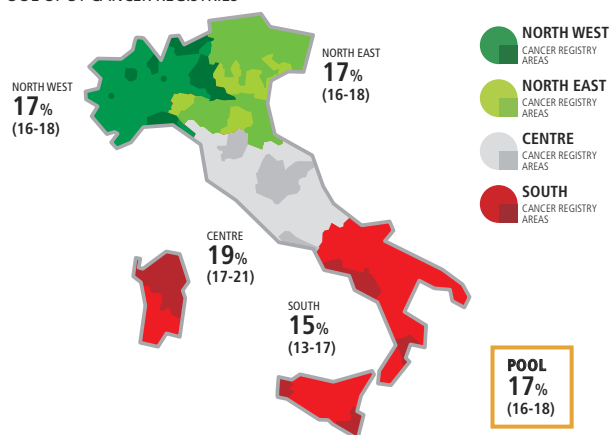 NORTH EAST
17%
(16-18)
NORTH WEST
17%
(16-18)
CENTRE
19%
(17-21)
SOUTH
15%
(13-17)
NORTH WEST
CANCER REGISTRY
AREAS
NORTH EAST
CANCER REGISTRY
AREAS
CENTRE
CANCER REGISTRY
AREAS
SOUTH
CANCER REGISTRY
AREAS
POOL
17%
(16-18)